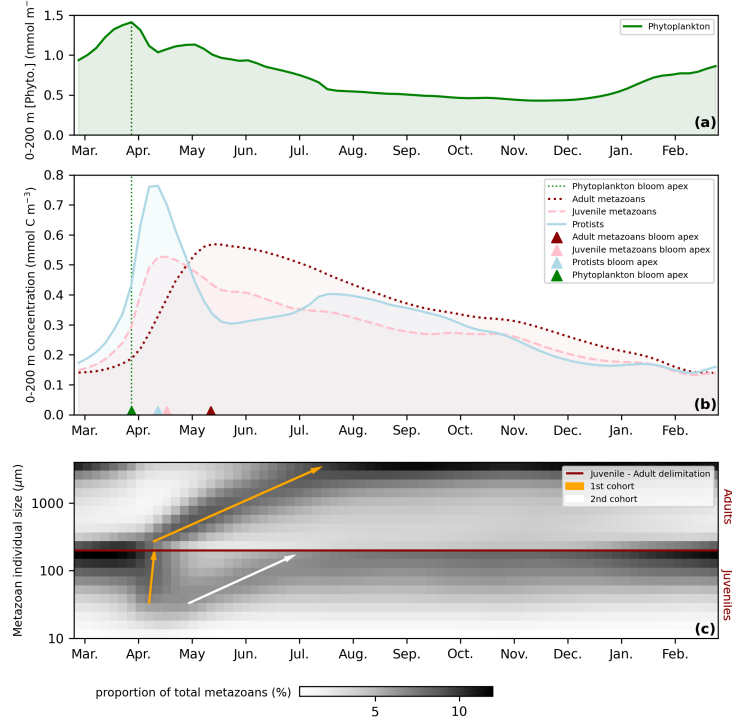 0-200 m [Phyto.] (mmol m⁻
1.5
1.0
0.5
0.0
Phytoplankton
(a)
Mar. Apr. May Jun. Jul. Aug. Sep. Oct. Nov. Dec. Jan. Feb.
0-200 m concentration (mmol C m⁻³)
0.8
0.7
0.6
0.5
0.4
0.3
0.2
0.1
0.0
Phytoplankton bloom apex
Adult metazoans
Juvenile metazoans
Protists
Adult metazoans bloom apex
Juvenile metazoans bloom apex
Protists bloom apex
Phytoplankton bloom apex
(b)
Mar. Apr. May Jun. Jul. Aug. Sep. Oct. Nov. Dec. Jan. Feb.
Metazoan individual size (μm)
1000
100
10
Juvenile - Adult delimitation
1st cohort
2nd cohort
Adults
Juveniles
(c)
Mar. Apr. May Jun. Jul. Aug. Sep. Oct. Nov. Dec. Jan. Feb.
proportion of total metazoans (%)
5 10